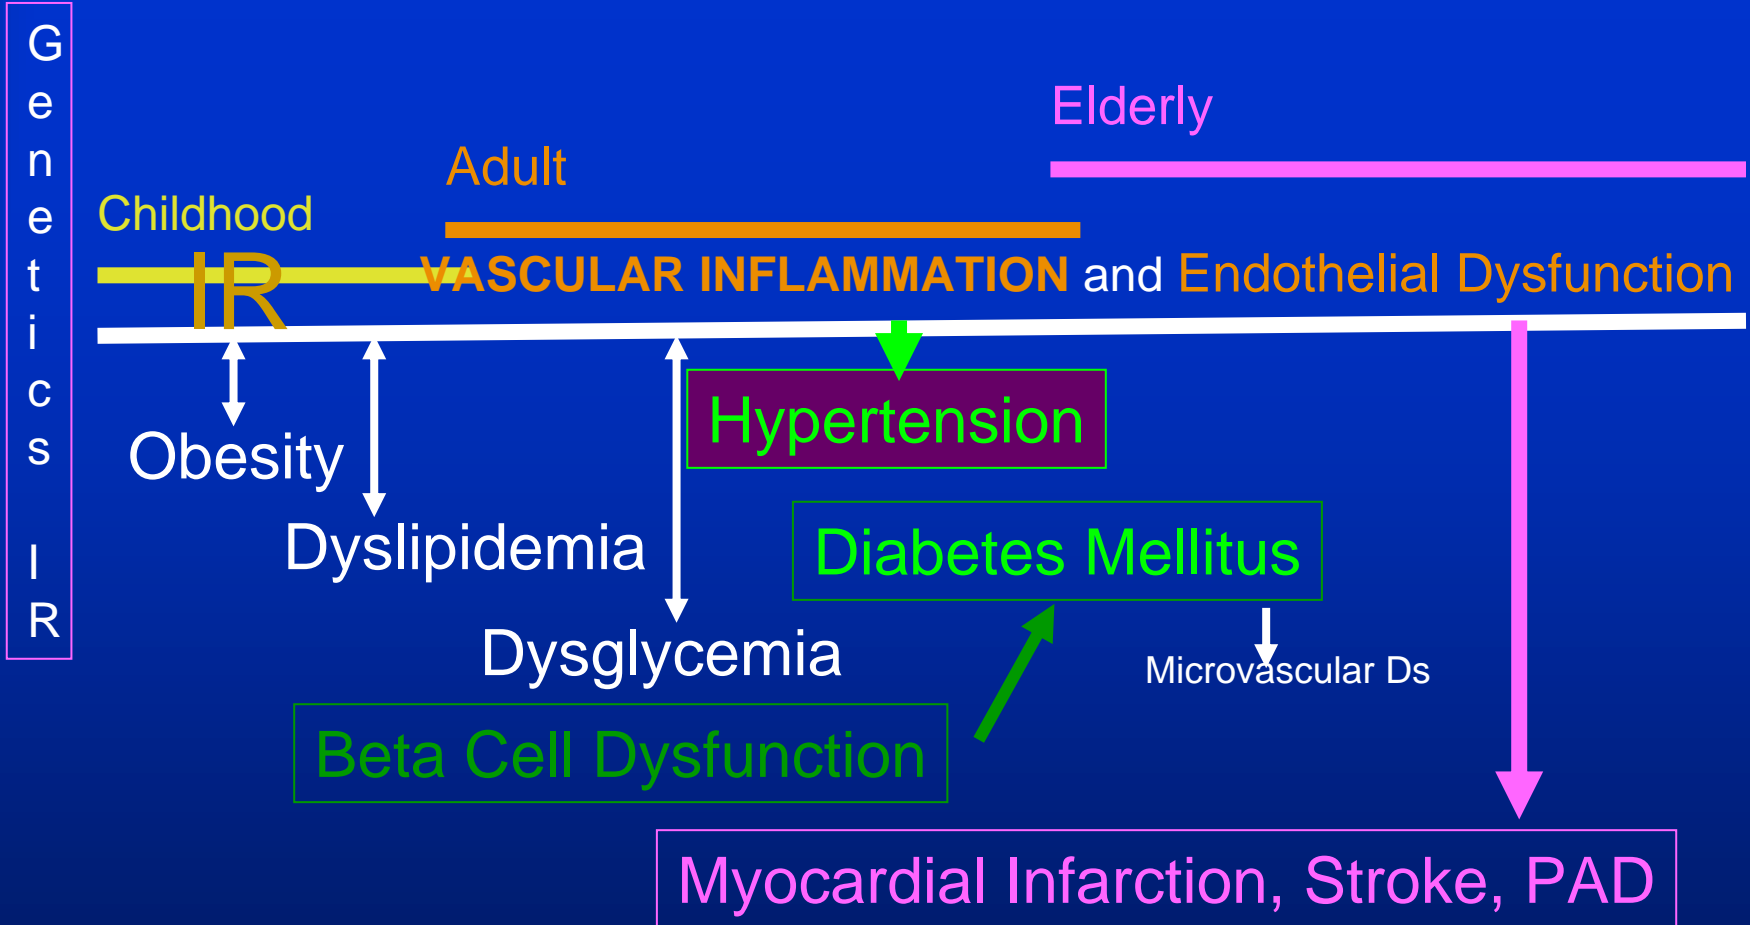 Genetics IR
Elderly
Adult
Childhood
IR
VASCULAR INFLAMMATION and Endothelial Dysfunction
Hypertension
Obesity
Dyslipidemia
Diabetes Mellitus
Dysglycemia
Microvascular Ds
Beta Cell Dysfunction
Myocardial Infarction, Stroke, PAD